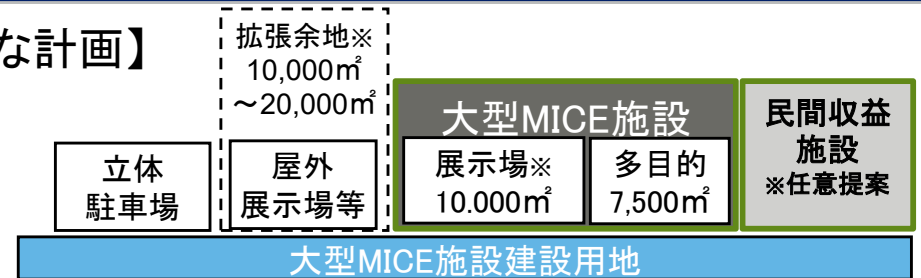 な計画】
拡張余地※
10,000㎡
～20,000㎡
大型MICE施設
民間収益
施設
※任意提案
立体
駐車場
屋外
展示場等
展示場※
10.000㎡
多目的
7,500㎡
大型MICE施設建設用地